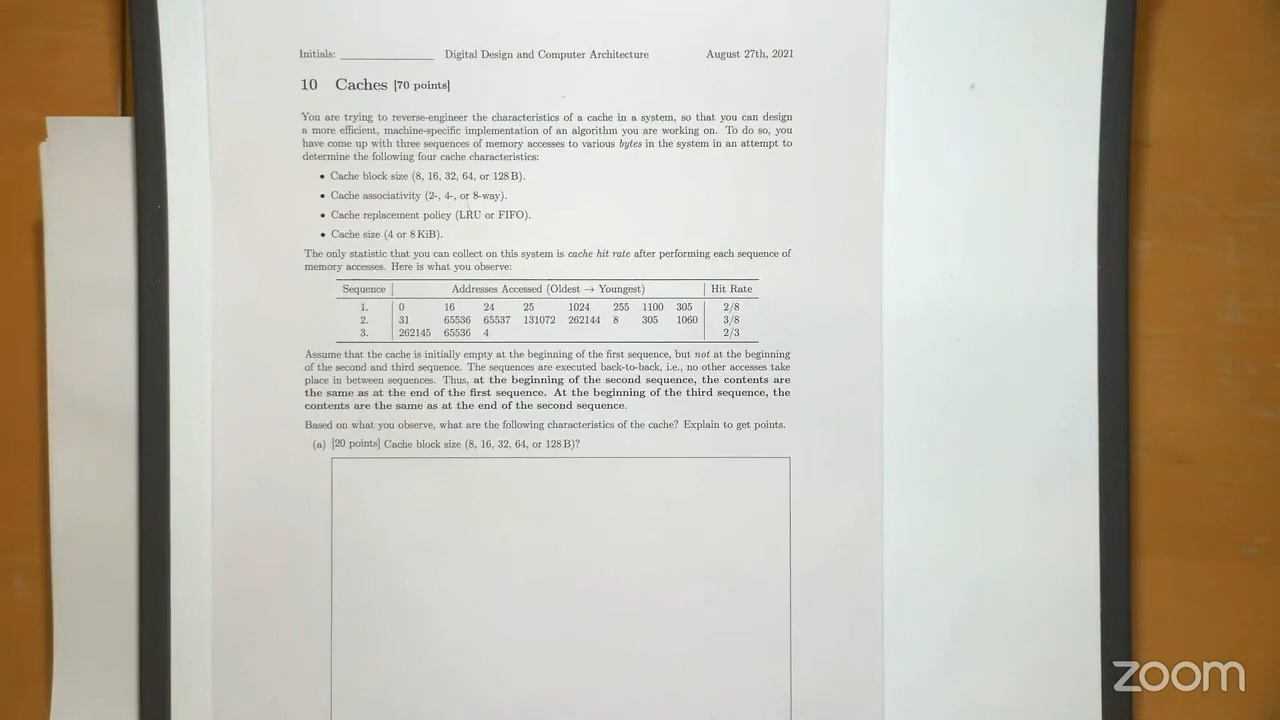 Initials: Digital Design and Computer Architecture August 27th, 2021
10 Caches [70 points]
You are trying to reverse-engineer the characteristics of a cache in a system, so that you can design
a more efficient, machine-specific implementation of an algorithm you are working on. To do so, you
have come up with three sequences of memory accesses to various bytes in the system in an attempt to
determine the following four cache characteristics:
• Cache block size (8, 16, 32, 64, or 128 B).
• Cache associativity (2-, 4-, or 8-way).
• Cache replacement policy (LRU or FIFO).
• Cache size (4 or 8 KiB).
The only statistic that you can collect on this system is cache hit rate after performing each sequence of
memory accesses. Here is what you observe:
Sequence Addresses Accessed (Oldest → Youngest) Hit Rate
1. 0 16 24 25 1024 255 1100 305 2/8
2. 31 65536 65537 131072 262144 8 305 1060 3/8
3. 262145 65536 4 2/3
Assume that the cache is initially empty at the beginning of the first sequence, but not at the beginning
of the second and third sequence. The sequences are executed back-to-back, i.e., no other accesses take
place in between sequences. Thus, at the beginning of the second sequence, the contents are
the same as at the end of the first sequence. At the beginning of the third sequence, the
contents are the same as at the end of the second sequence.
Based on what you observe, what are the following characteristics of the cache? Explain to get points.
(a) [20 points] Cache block size (8, 16, 32, 64, or 128 B)?
zoom